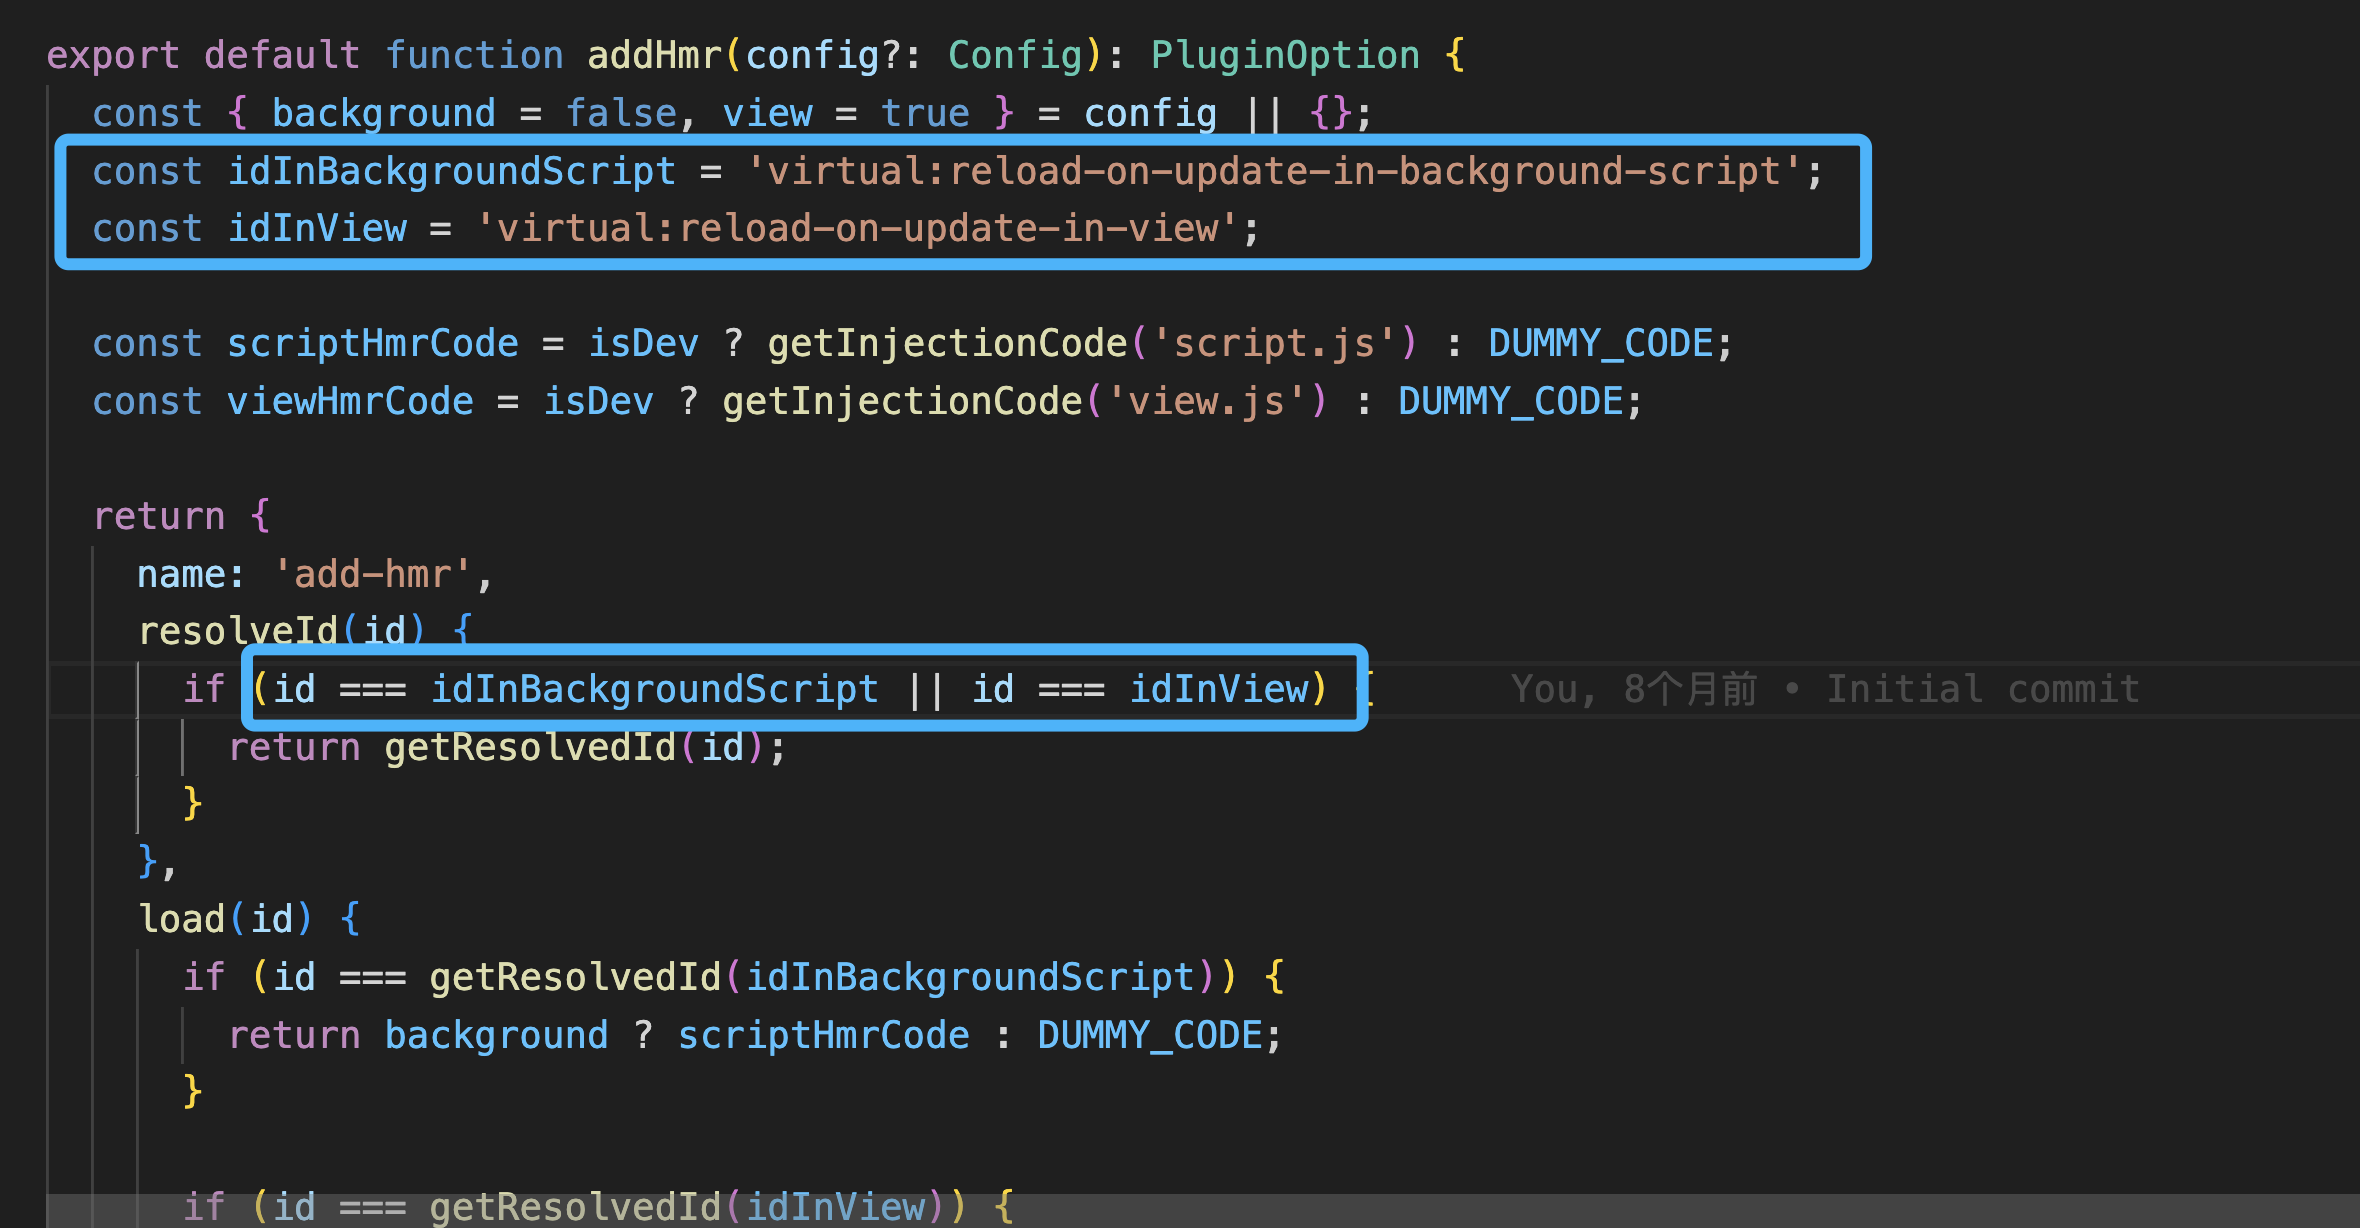 export default function addHmr(config?: Config): PluginOption {
const { background = false, view = true } = config || {};
const idInBackgroundScript = 'virtual:reload-on-update-in-background-script';
const idInView = 'virtual:reload-on-update-in-view';
const scriptHmrCode = isDev ? getInjectionCode('script.js') : DUMMY_CODE;
const viewHmrCode = isDev ? getInjectionCode('view.js') : DUMMY_CODE;
return {
name: 'add-hmr',
resolveId(id) {
if (id === idInBackgroundScript || id === idInView) { You, 8个月前 • Initial commit
return getResolvedId(id);
}
},
load(id) {
if (id === getResolvedId(idInBackgroundScript)) {
return background ? scriptHmrCode : DUMMY_CODE;
}
if (id === getResolvedId(idInView)) {